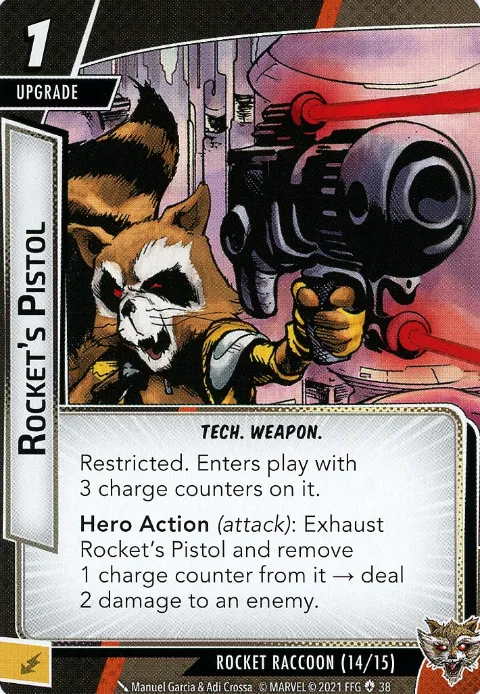 1
UPGRADE
ROCKET'S PISTOL
TECH. WEAPON.
Restricted. Enters play with
3 charge counters on it.
Hero Action (attack): Exhaust
Rocket's Pistol and remove
1 charge counter from it → deal
2 damage to an enemy.
ROCKET RACCOON (14/15)
Manuel Garcia & Adi Crossa © MARVEL © 2021 FFG 38